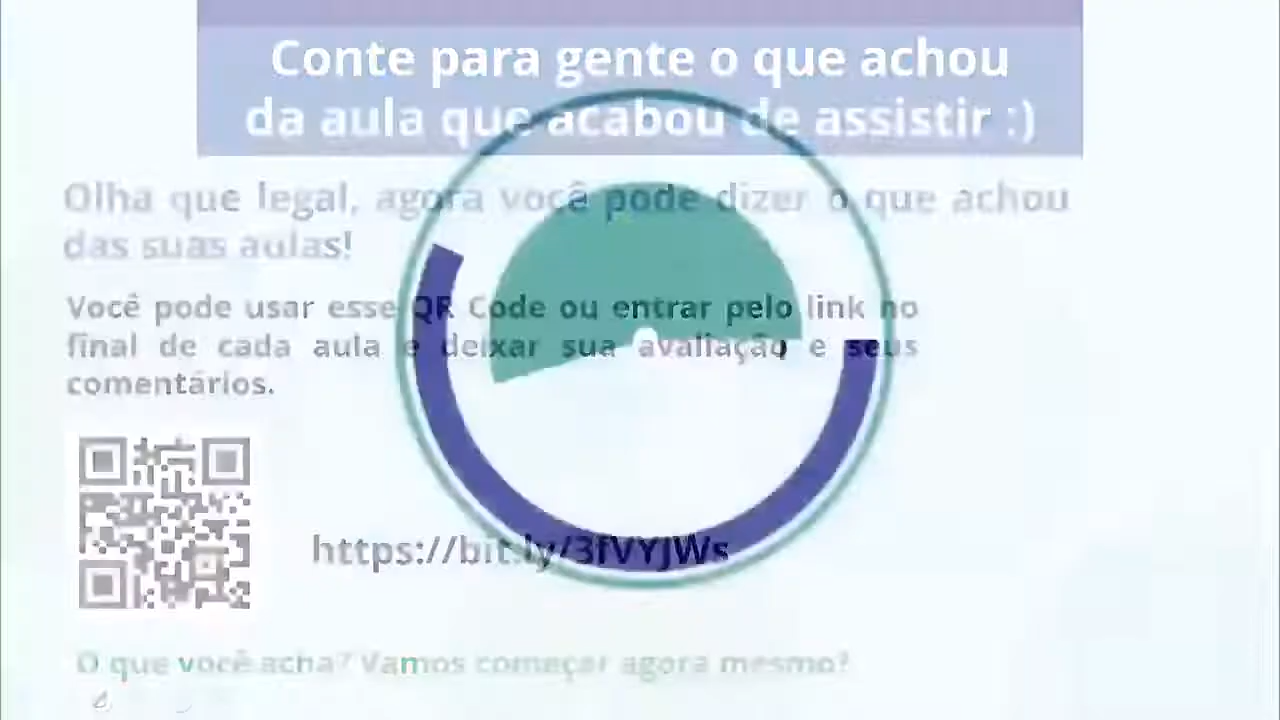 Conte para gente o que achou
da aula que acabou de assistir :)
Olha que legal, agora você pode dizer o que achou
das suas aulas!
Você pode usar esse QR Code ou entrar pelo link no
final de cada aula e deixar sua avaliação e seus
comentários.
https://bit.ly/3fVYJWs
O que você acha? Vamos começar agora mesmo?